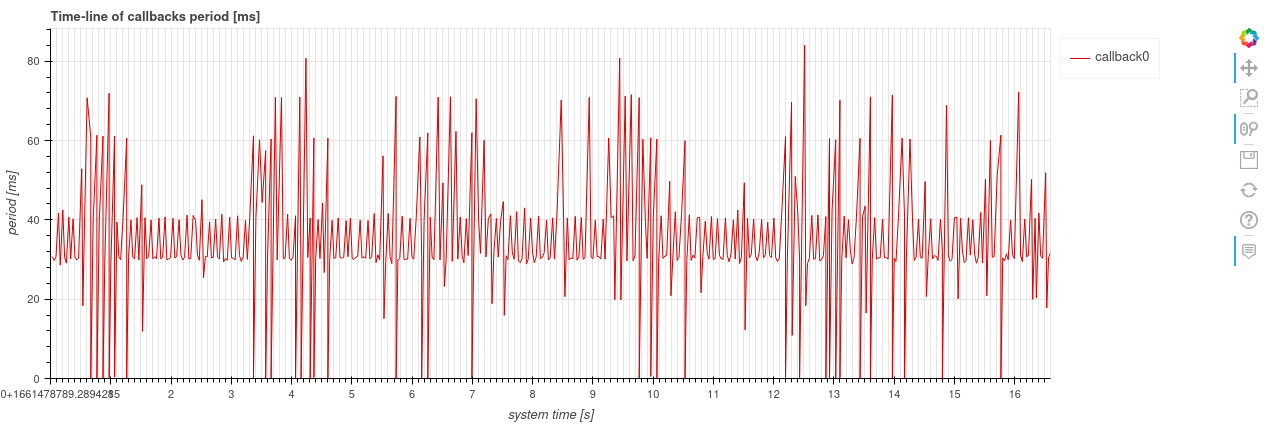 Time-line of callbacks period [ms]
callback0
80
60
40
20
0
period [ms]
0+1661478789.2894285
2 3 4 5 6 7 8 9 10 11 12 13 14 15 16
system time [s]